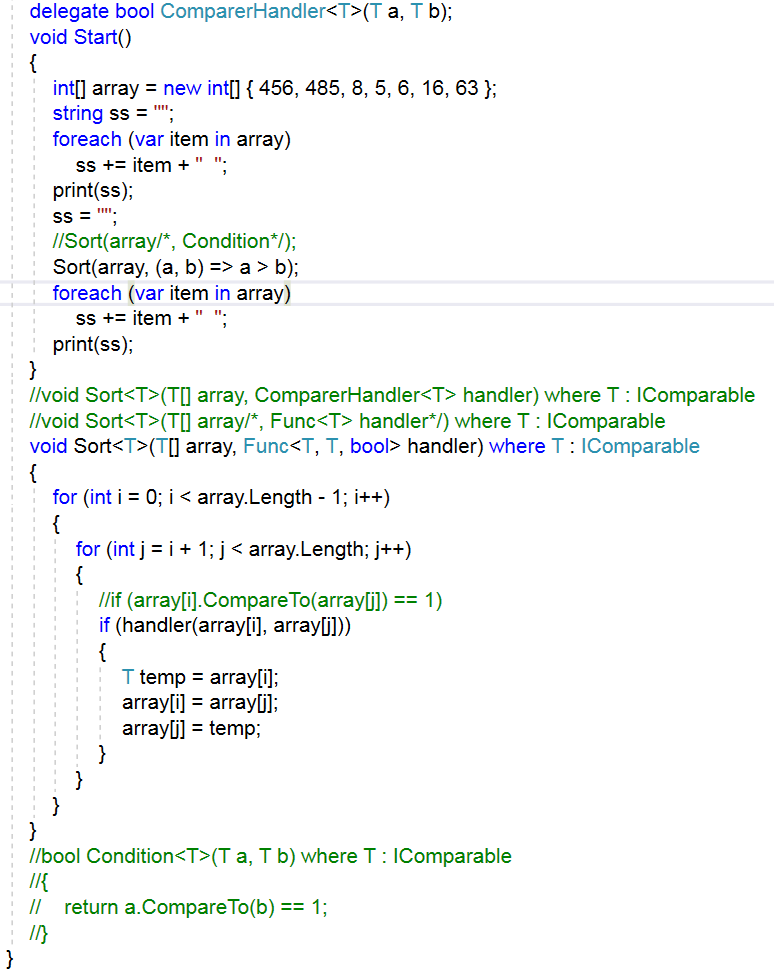 delegate bool ComparerHandler<T>(T a, T b);
void Start()
{
int[] array = new int[] { 456, 485, 8, 5, 6, 16, 63 };
string ss = "";
foreach (var item in array)
ss += item + "  ";
print(ss);
ss = "";
//Sort(array/*, Condition*/);
Sort(array, (a, b) => a > b);
foreach (var item in array)
ss += item + "  ";
print(ss);
}
//void Sort<T>(T[] array, ComparerHandler<T> handler) where T : IComparable
//void Sort<T>(T[] array/*, Func<T> handler*/) where T : IComparable
void Sort<T>(T[] array, Func<T, T, bool> handler) where T : IComparable
{
for (int i = 0; i < array.Length - 1; i++)
{
for (int j = i + 1; j < array.Length; j++)
{
//if (array[i].CompareTo(array[j]) == 1)
if (handler(array[i], array[j]))
{
T temp = array[i];
array[i] = array[j];
array[j] = temp;
}
}
}
}
//bool Condition<T>(T a, T b) where T : IComparable
//{
//    return a.CompareTo(b) == 1;
//}
}